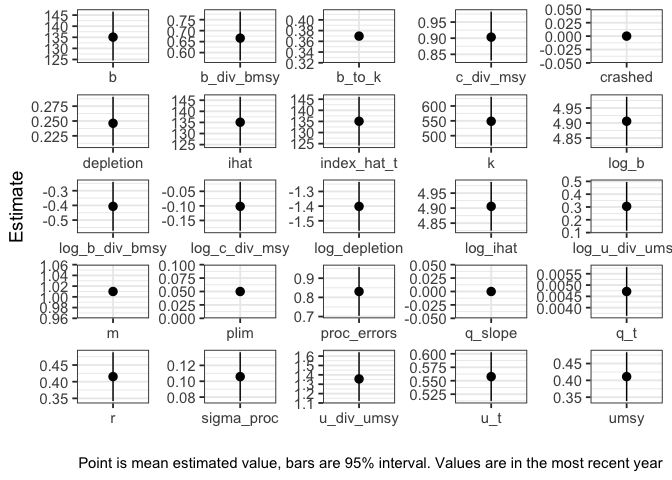 145 0.75 0.40 0.95 0.050
140 0.70 0.38 0.90 0.025
135 0.65 0.36 0.85 0.000
130 0.60 0.34 -0.025
125 0.32 -0.050
b b_div_bmsy b_to_k c_div_msy crashed
0.275 145 145 600 4.95
0.250 140 140 550 4.90
0.225 135 135 500 4.85
130 130
125 125
depletion ihat index_hat_t k log_b
Estimate
-0.3 -0.05 -1.3 4.95 0.5
-0.4 -0.10 -1.4 4.90 0.4
-0.5 -0.15 -1.5 4.85 0.3
0.2
0.1
log_b_div_bmsy log_c_div_msy log_depletion log_ihat log_u_div_ums
1.06 0.100 0.9 0.050 0.0055
1.04 0.075 0.8 0.025 0.0050
1.02 0.050 0.7 0.000 0.0045
1.00 0.025 -0.025 0.0040
0.98 0.000 -0.050
0.96
m plim proc_errors q_slope q_t
0.45 0.12 1.6 0.600 0.45
0.40 0.10 1.5 0.575 0.40
0.35 0.08 1.4 0.550 0.35
1.3 0.525
1.2
1.1
r sigma_proc u_div_umsy u_t umsy
Point is mean estimated value, bars are 95% interval. Values are in the most recent year